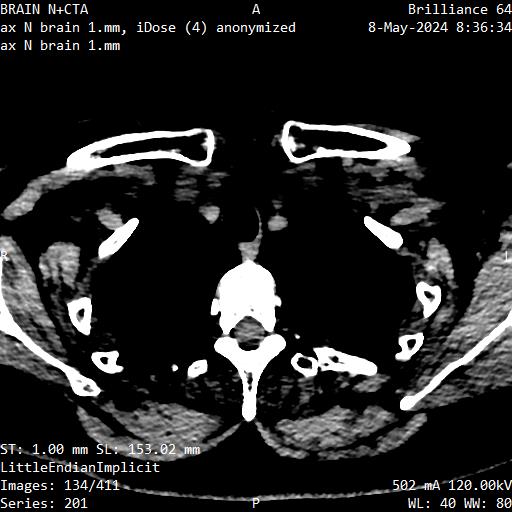 BRAIN N+CTA
A
Brilliance 64
ax N brain 1.mm, iDose (4) anonymized
8-May-2024 8:36:34
ax N brain 1.mm
R
L
ST: 1.00 mm SL: 153.02 mm
LittleEndianImplicit
Images: 134/411
502 mA 120.00kV
Series: 201
P
WL: 40 WW: 80